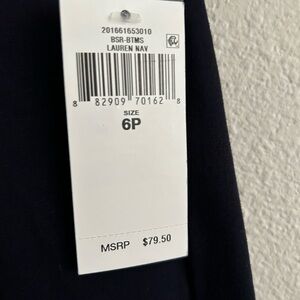 201661653010
BSR-BTMS
LAUREN NAV
8 82909 70162 8
SIZE
6P
MSRP $79.50